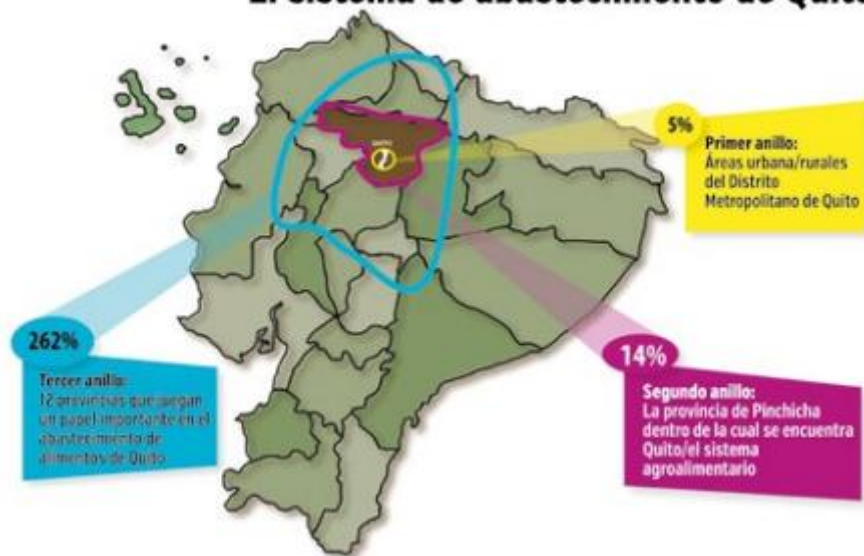 El sistema de abastecimiento de Quito
5%
Primer anillo:
Áreas urbana/rurales
del Distrito
Metropolitano de Quito
QUITO
262%
Tercer anillo:
12 provincias que juegan
un papel importante en el
abastecimiento de
alimentos de Quito
14%
Segundo anillo:
La provincia de Pinchicha
dentro de la cual se encuentra
Quito/el sistema
agroalimentario